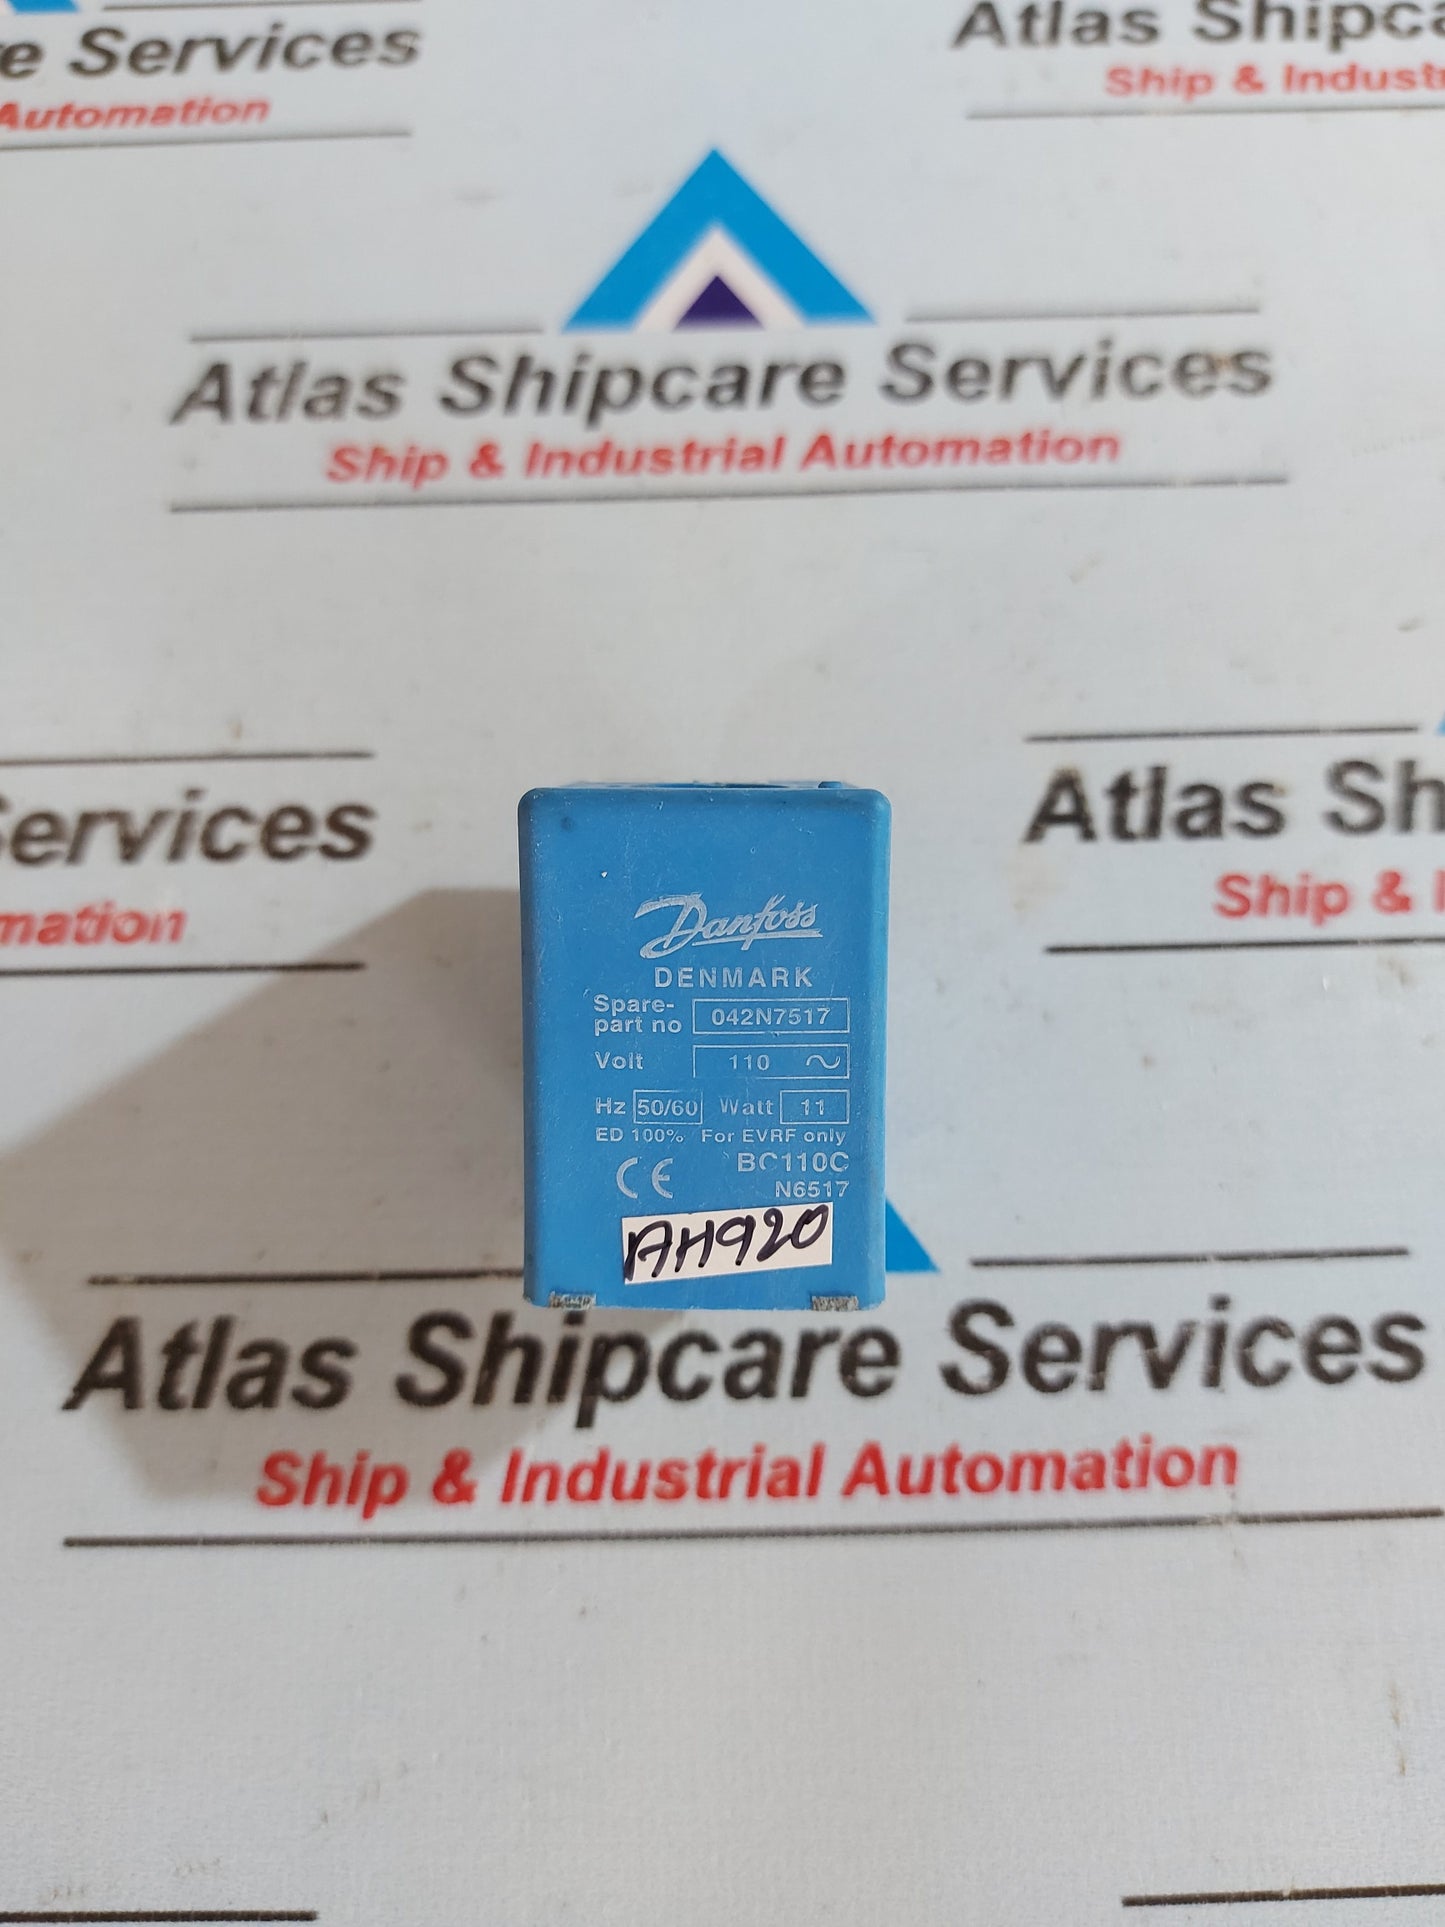 e Services
Automation
Atlas Shipca
Ship & Indust
Atlas Shipcare Services
Ship & Industrial Automation
Services
mation
Atlas Sh
Ship & I
Danfoss
DENMARK
Spare-
part no 042N7517
Volt 110 ~
Hz 50/60 Watt 11
ED 100% For EVRF only
CE BC110C
N6517
AH920
Atlas Shipcare Services
Ship & Industrial Automation